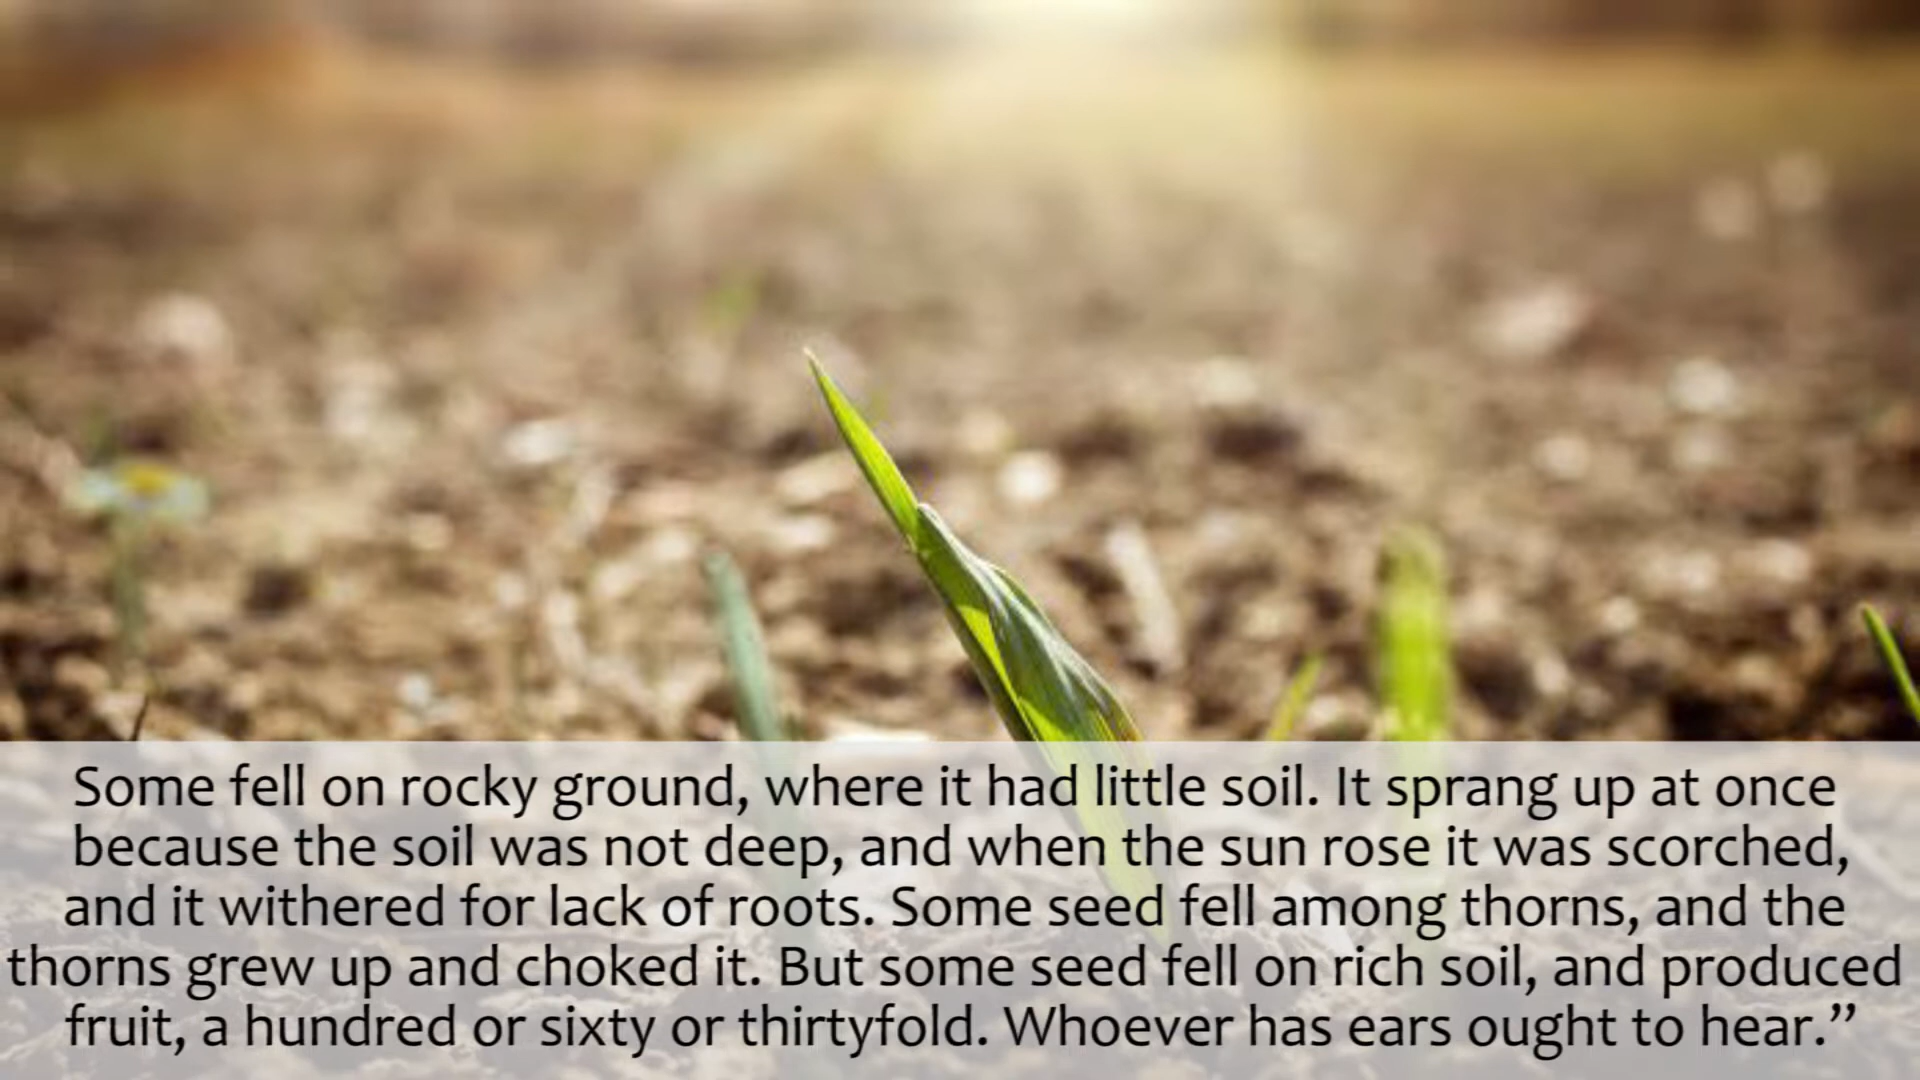 Some fell on rocky ground, where it had little soil. It sprang up at once
because the soil was not deep, and when the sun rose it was scorched,
and it withered for lack of roots. Some seed fell among thorns, and the
thorns grew up and choked it. But some seed fell on rich soil, and produced
fruit, a hundred or sixty or thirtyfold. Whoever has ears ought to hear.”